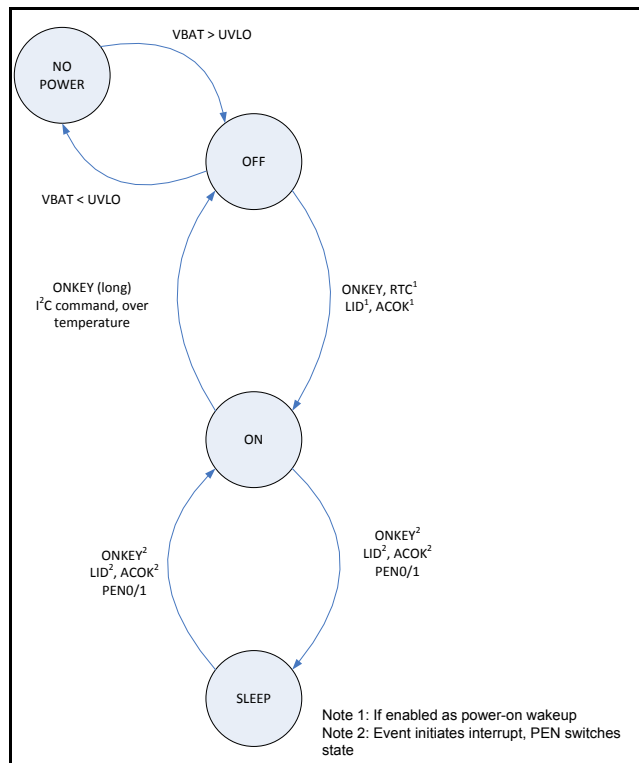 VBAT > UVLO
NO
POWER
OFF
VBAT < UVLO
ONKEY (long)
I²C command, over
temperature
ONKEY, RTC¹
LID¹, ACOK¹
ON
ONKEY²
LID², ACOK²
PEN0/1
ONKEY²
LID², ACOK²
PEN0/1
SLEEP
Note 1: If enabled as power-on wakeup
Note 2: Event initiates interrupt, PEN switches
state